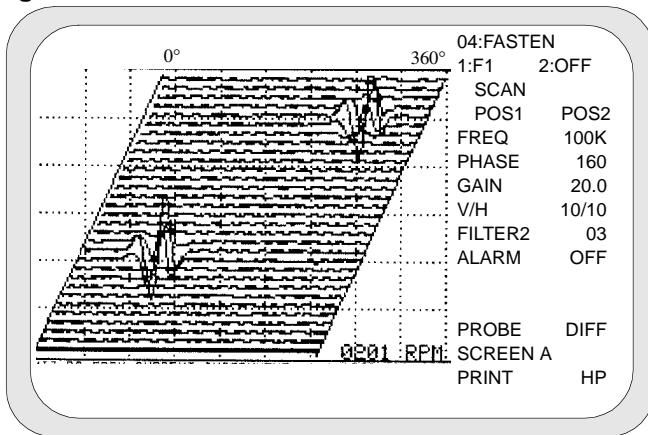 0° 360°
04:FASTEN
1:F1 2:OFF
SCAN
POS1 POS2
FREQ 100K
PHASE 160
GAIN 20.0
V/H 10/10
FILTER2 03
ALARM OFF
PROBE DIFF
0201 RPM
SCREEN A
PRINT HP